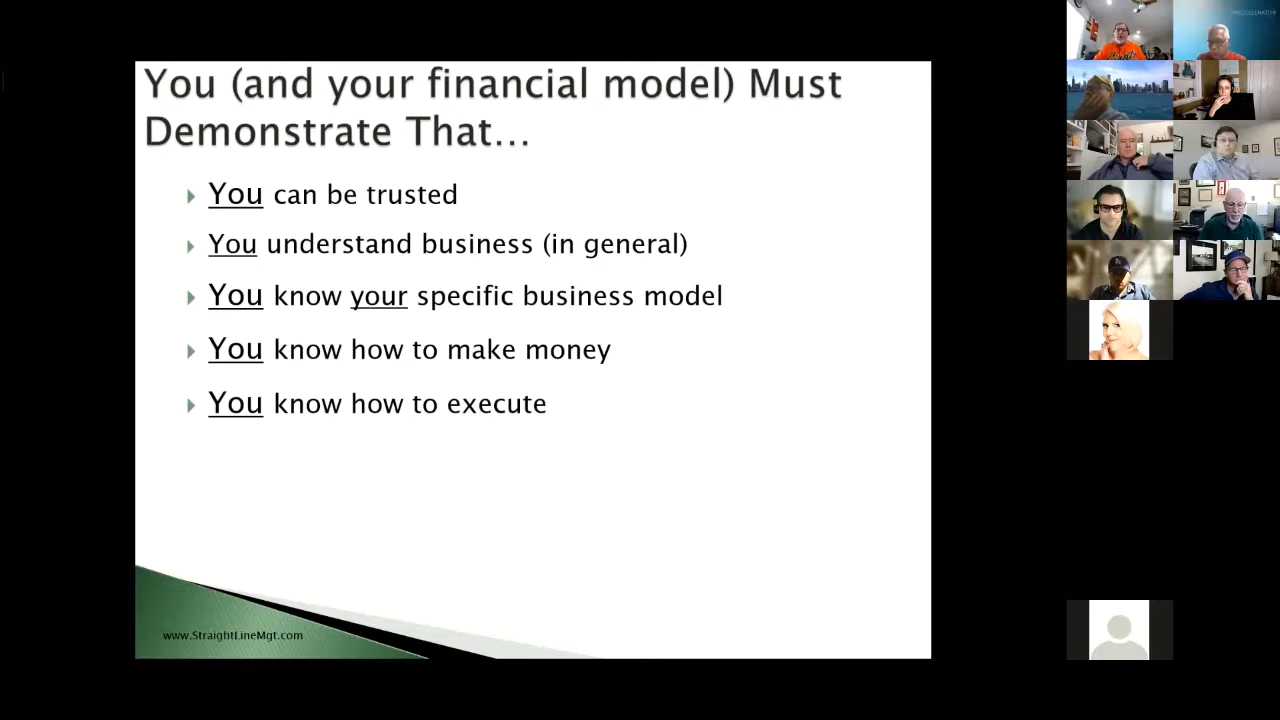 You (and your financial model) Must
Demonstrate That…
You can be trusted
You understand business (in general)
You know your specific business model
You know how to make money
You know how to execute
www.StraightLineMgt.com